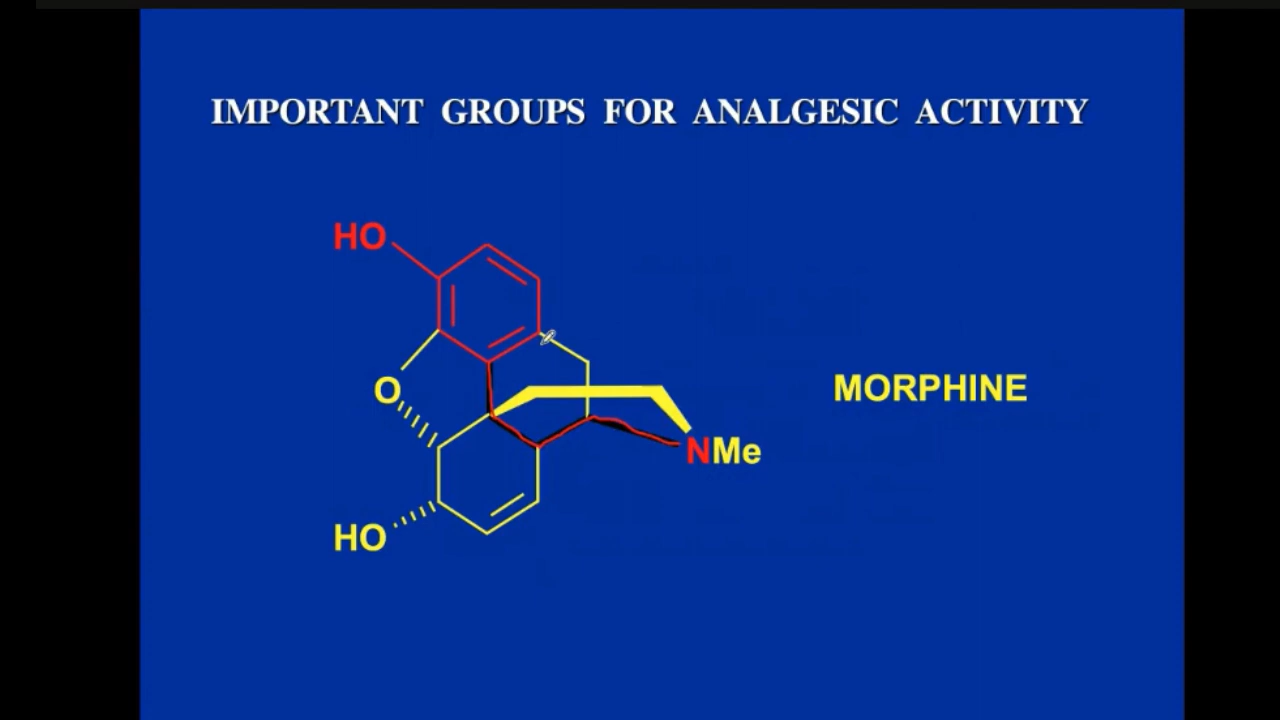 IMPORTANT GROUPS FOR ANALGESIC ACTIVITY
HO
O
MORPHINE
NMe
HO